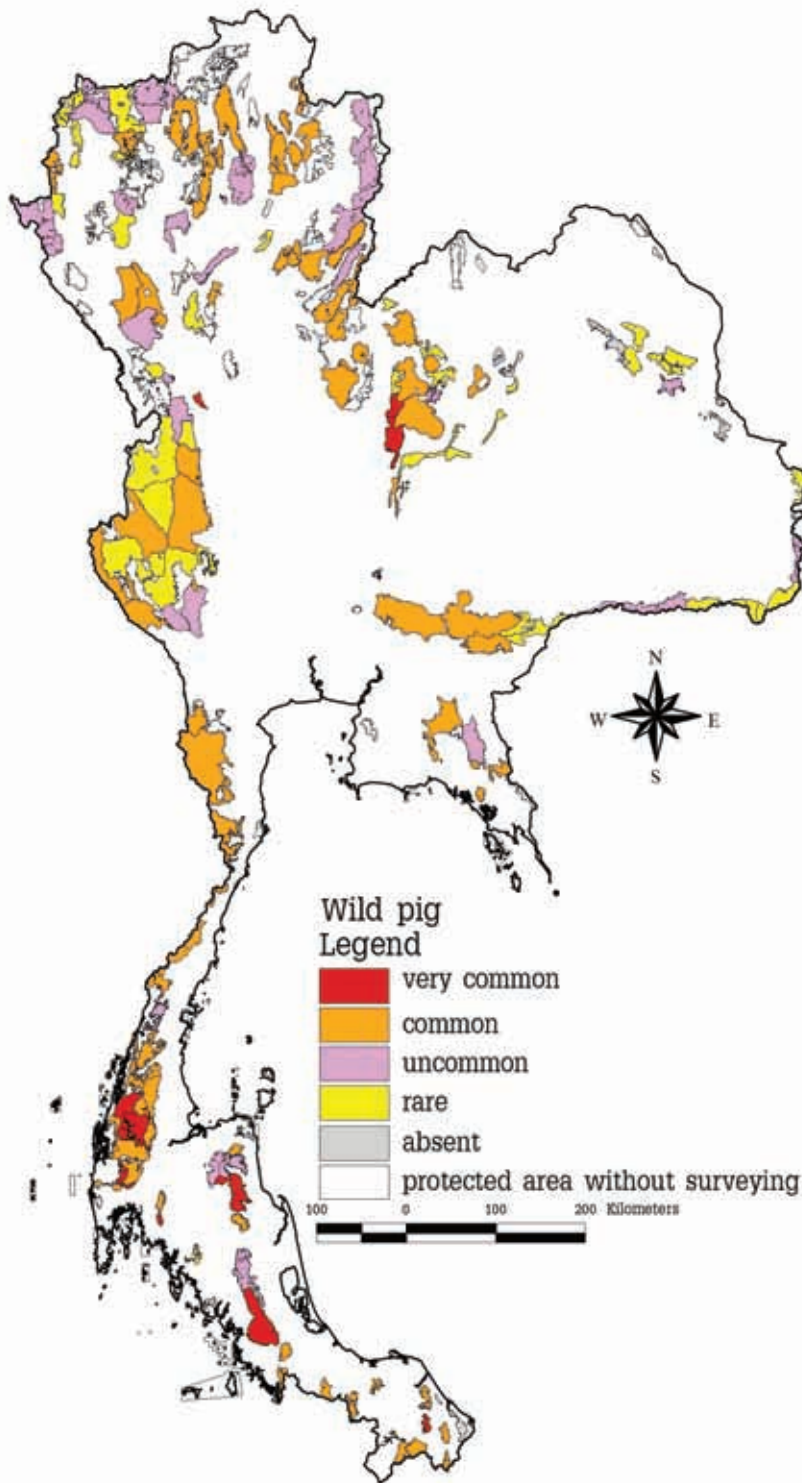 N
W E
S
Wild pig
Legend
very common
common
uncommon
rare
absent
protected area without surveying
100 0 100 200 Kilometers